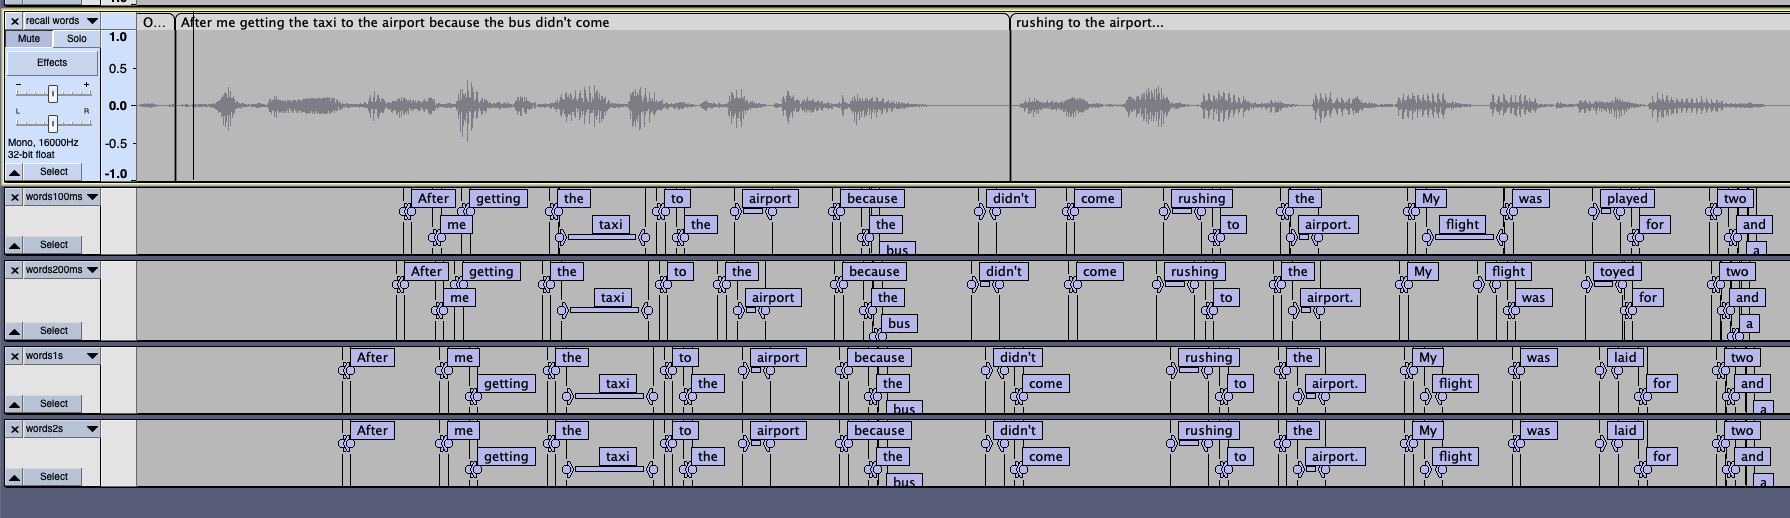 recall words
Mute Solo
Effects
- +
L R
Mono, 16000Hz
32-bit float
Select
1.0
0.5
0.0
-0.5
-1.0
O... After me getting the taxi to the airport because the bus didn't come rushing to the airport...
words100ms
Select
After getting the to airport because didn't come rushing the My was played two
me taxi the the to airport. flight for and
bus a
words200ms
Select
After getting the to the because didn't come rushing the My flight toyed two
me taxi airport the to airport. was for and
bus a
words1s
Select
After me the to airport because didn't rushing the My was laid two
getting taxi the the come to airport. flight for and
bus a
words2s
Select
After me the to airport because didn't rushing the My was laid two
getting taxi the the come to airport. flight for and
bus a